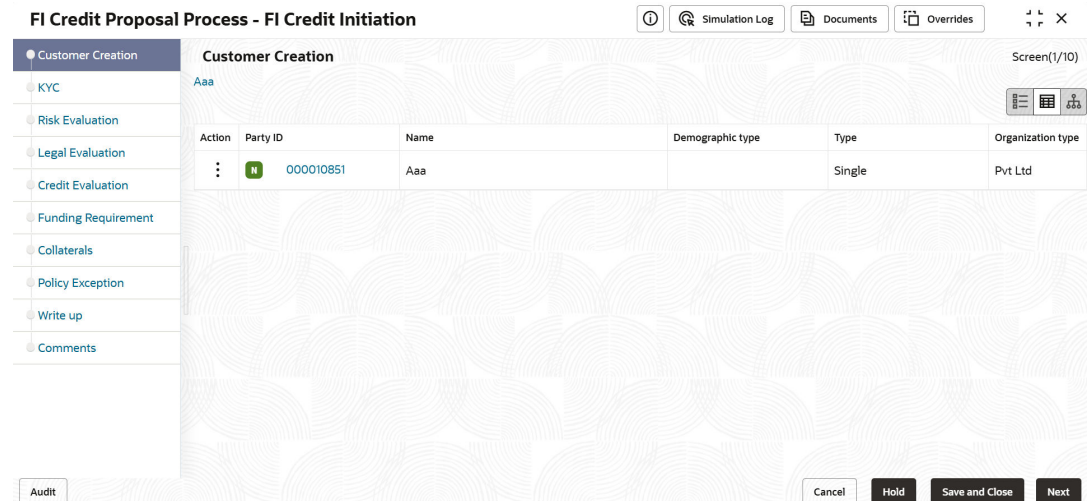 FI Credit Proposal Process - FI Credit Initiation
Simulation Log
Documents
Overrides
Customer Creation
KYC
Risk Evaluation
Legal Evaluation
Credit Evaluation
Funding Requirement
Collaterals
Policy Exception
Write up
Comments
Customer Creation
Screen(1/10)
Aaa
Action Party ID Name Demographic type Type Organization type
N 000010851 Aaa Single Pvt Ltd
Audit
Cancel
Hold
Save and Close
Next